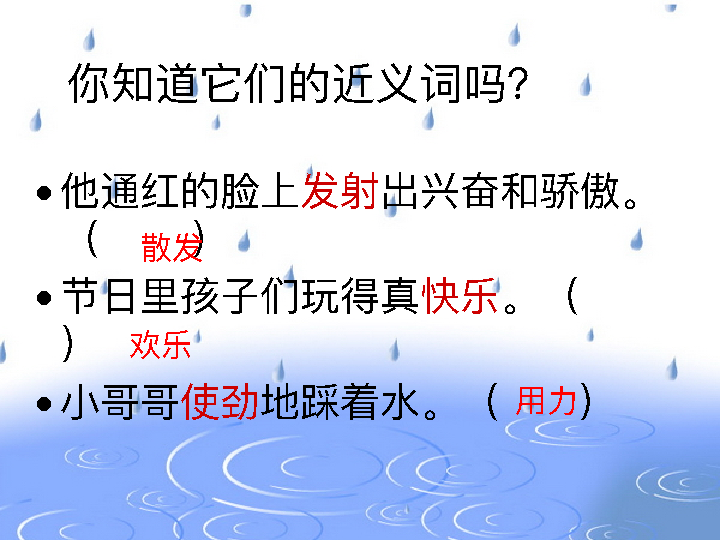 你知道它们的近义词吗？
•他通红的脸上发射出兴奋和骄傲。
（ 散发）
•节日里孩子们玩得真快乐。（
） 欢乐
•小哥哥使劲地踩着水。（ 用力）